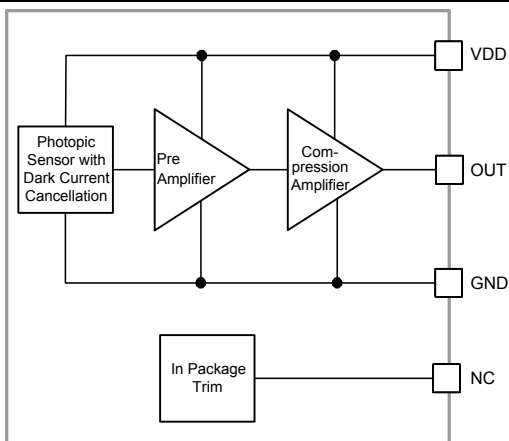 VDD
Photopic
Sensor with
Dark Current
Cancellation
Pre
Amplifier
Com-
pression
Amplifier
OUT
GND
In Package
Trim
NC